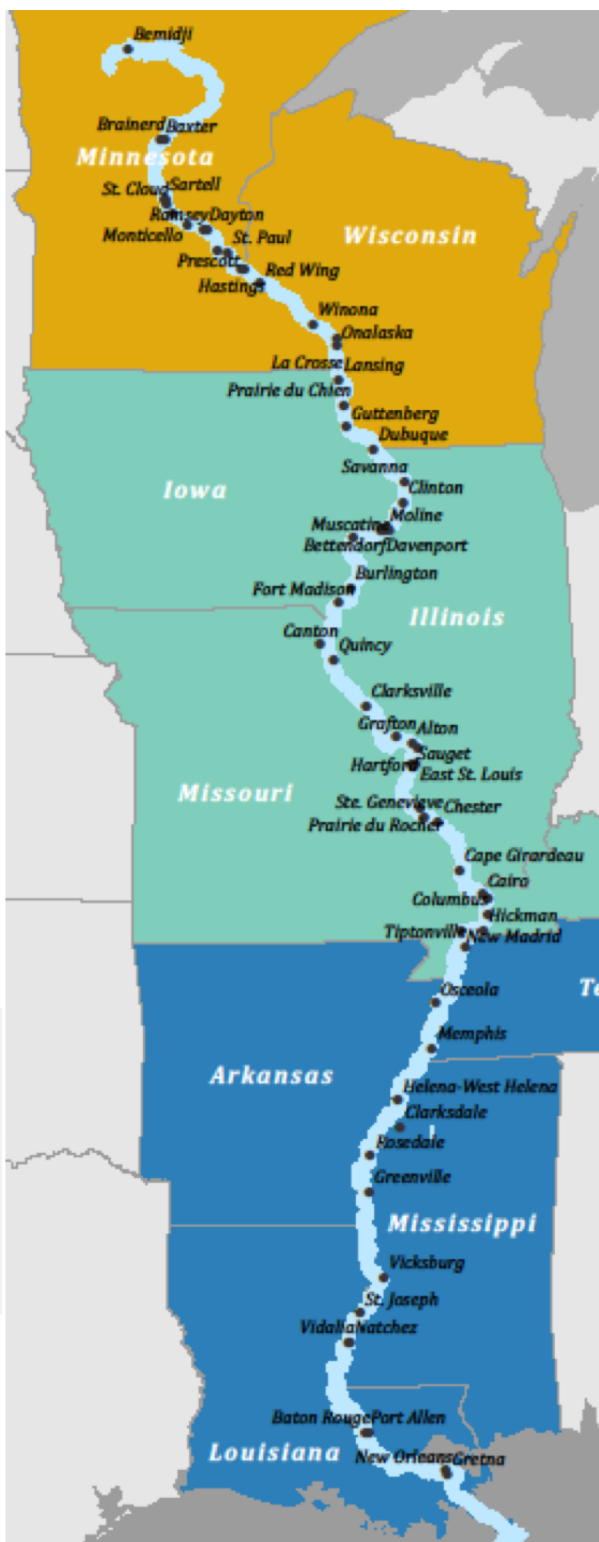 Bemidji
Brainerd
Baxter
Minnesota
St. Cloud
Sartell
Ramsey
Dayton
Monticello
St. Paul
Wisconsin
Prescott
Red Wing
Hastings
Winona
Onalaska
La Crosse
Lansing
Prairie du Chien
Guttenberg
Dubuque
Savanna
Iowa
Clinton
Moline
Muscatine
Bettendorf
Davenport
Burlington
Fort Madison
Illinois
Canton
Quincy
Clarksville
Grafton
Alton
Sauget
Hartford
East St. Louis
Missouri
Ste. Genevieve
Chester
Prairie du Rocher
Cape Girardeau
Cairo
Columbus
Hickman
Tiptonville
New Madrid
Te
Osceola
Memphis
Arkansas
Helena-West Helena
Clarksdale
Rosedale
Greenville
Mississippi
Vicksburg
St. Joseph
Vidalia
Natchez
Baton Rouge
Port Allen
Louisiana
New Orleans
Gretna